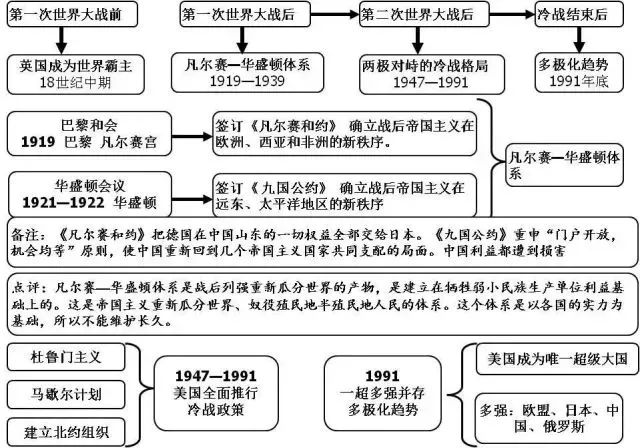 第一次世界大战前
第一次世界大战后
第二次世界大战后
冷战结束后
英国成为世界霸主
18世纪中期
凡尔赛—华盛顿体系
1919—1939
两极对峙的冷战格局
1947—1991
多极化趋势
1991年底
巴黎和会
1919 巴黎 凡尔赛宫
签订《凡尔赛和约》 确立战后帝国主义在
欧洲、西亚和非洲的新秩序。
凡尔赛—华盛顿体
系
华盛顿会议
1921—1922 华盛顿
签订《九国公约》 确立战后帝国主义在
远东、太平洋地区的新秩序
备注：《凡尔赛和约》把德国在中国山东的一切权益全部交给日本。《九国公约》重申“门户开放，
机会均等”原则，使中国重新回到几个帝国主义国家共同支配的局面。中国利益都遭到损害
点评：凡尔赛—华盛顿体系是战后列强重新瓜分世界的产物，是建立在牺牲弱小民族生产单位利益基
础上的。这是帝国主义重新瓜分世界、奴役殖民地半殖民地人民的体系。这个体系是以各国的实力为
基础，所以不能维护长久。
杜鲁门主义
马歇尔计划
建立北约组织
1947—1991
美国全面推行
冷战政策
1991
一超多强并存
多极化趋势
美国成为唯一超级大国
多强：欧盟、日本、中
国、俄罗斯